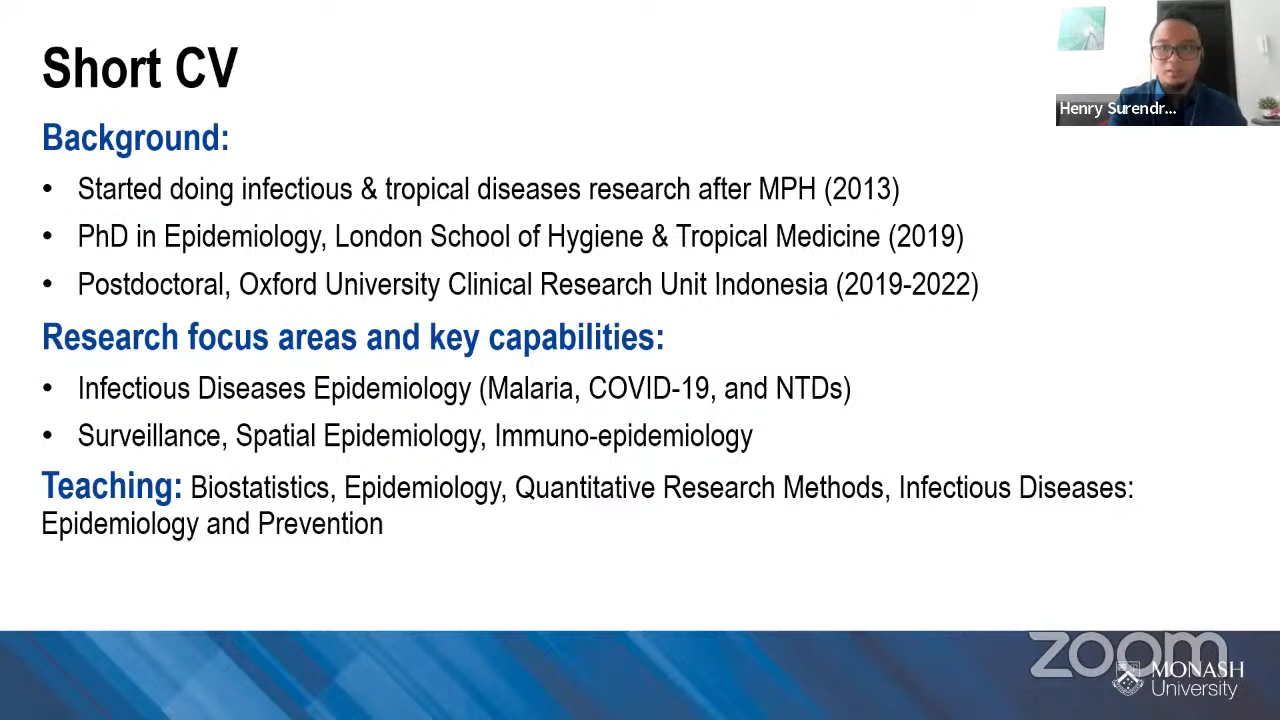 Short CV
Background:
• Started doing infectious & tropical diseases research after MPH (2013)
• PhD in Epidemiology, London School of Hygiene & Tropical Medicine (2019)
• Postdoctoral, Oxford University Clinical Research Unit Indonesia (2019-2022)
Research focus areas and key capabilities:
• Infectious Diseases Epidemiology (Malaria, COVID-19, and NTDs)
• Surveillance, Spatial Epidemiology, Immuno-epidemiology
Teaching: Biostatistics, Epidemiology, Quantitative Research Methods, Infectious Diseases:
Epidemiology and Prevention
Henry Surendr...
zoom
MONASH
University